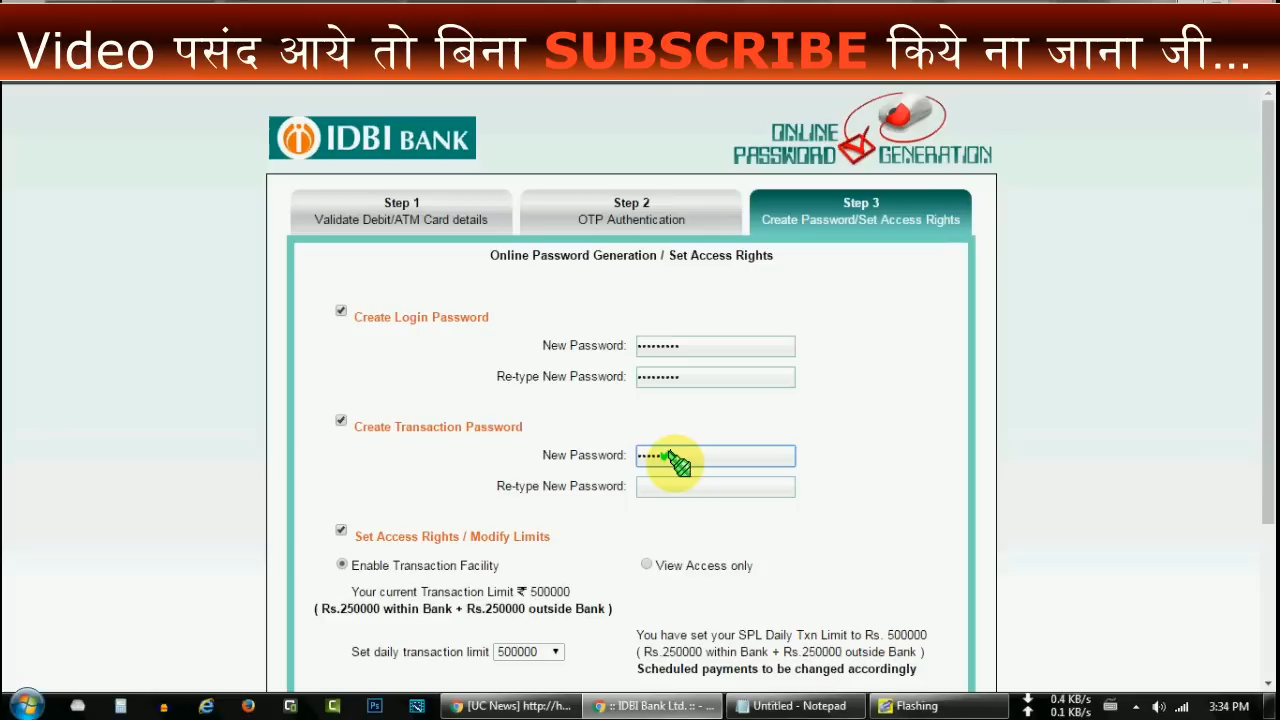 Video पसंद आये तो बिना SUBSCRIBE किये ना जाना जी...
IDBI BANK
ONLINE
PASSWORD GENERATION
Step 1
Validate Debit/ATM Card details
Step 2
OTP Authentication
Step 3
Create Password/Set Access Rights
Online Password Generation / Set Access Rights
Create Login Password
New Password:
Re-type New Password:
Create Transaction Password
New Password:
Re-type New Password:
Set Access Rights / Modify Limits
Enable Transaction Facility
View Access only
Your current Transaction Limit ₹ 500000
( Rs.250000 within Bank + Rs.250000 outside Bank )
Set daily transaction limit 500000
You have set your SPL Daily Txn Limit to Rs. 500000
( Rs.250000 within Bank + Rs.250000 outside Bank )
Scheduled payments to be changed accordingly
[UC News] http://h...
:: IDBI Bank Ltd. :: -...
Untitled - Notepad
Flashing
0.4 KB/s
0.1 KB/s
3:34 PM